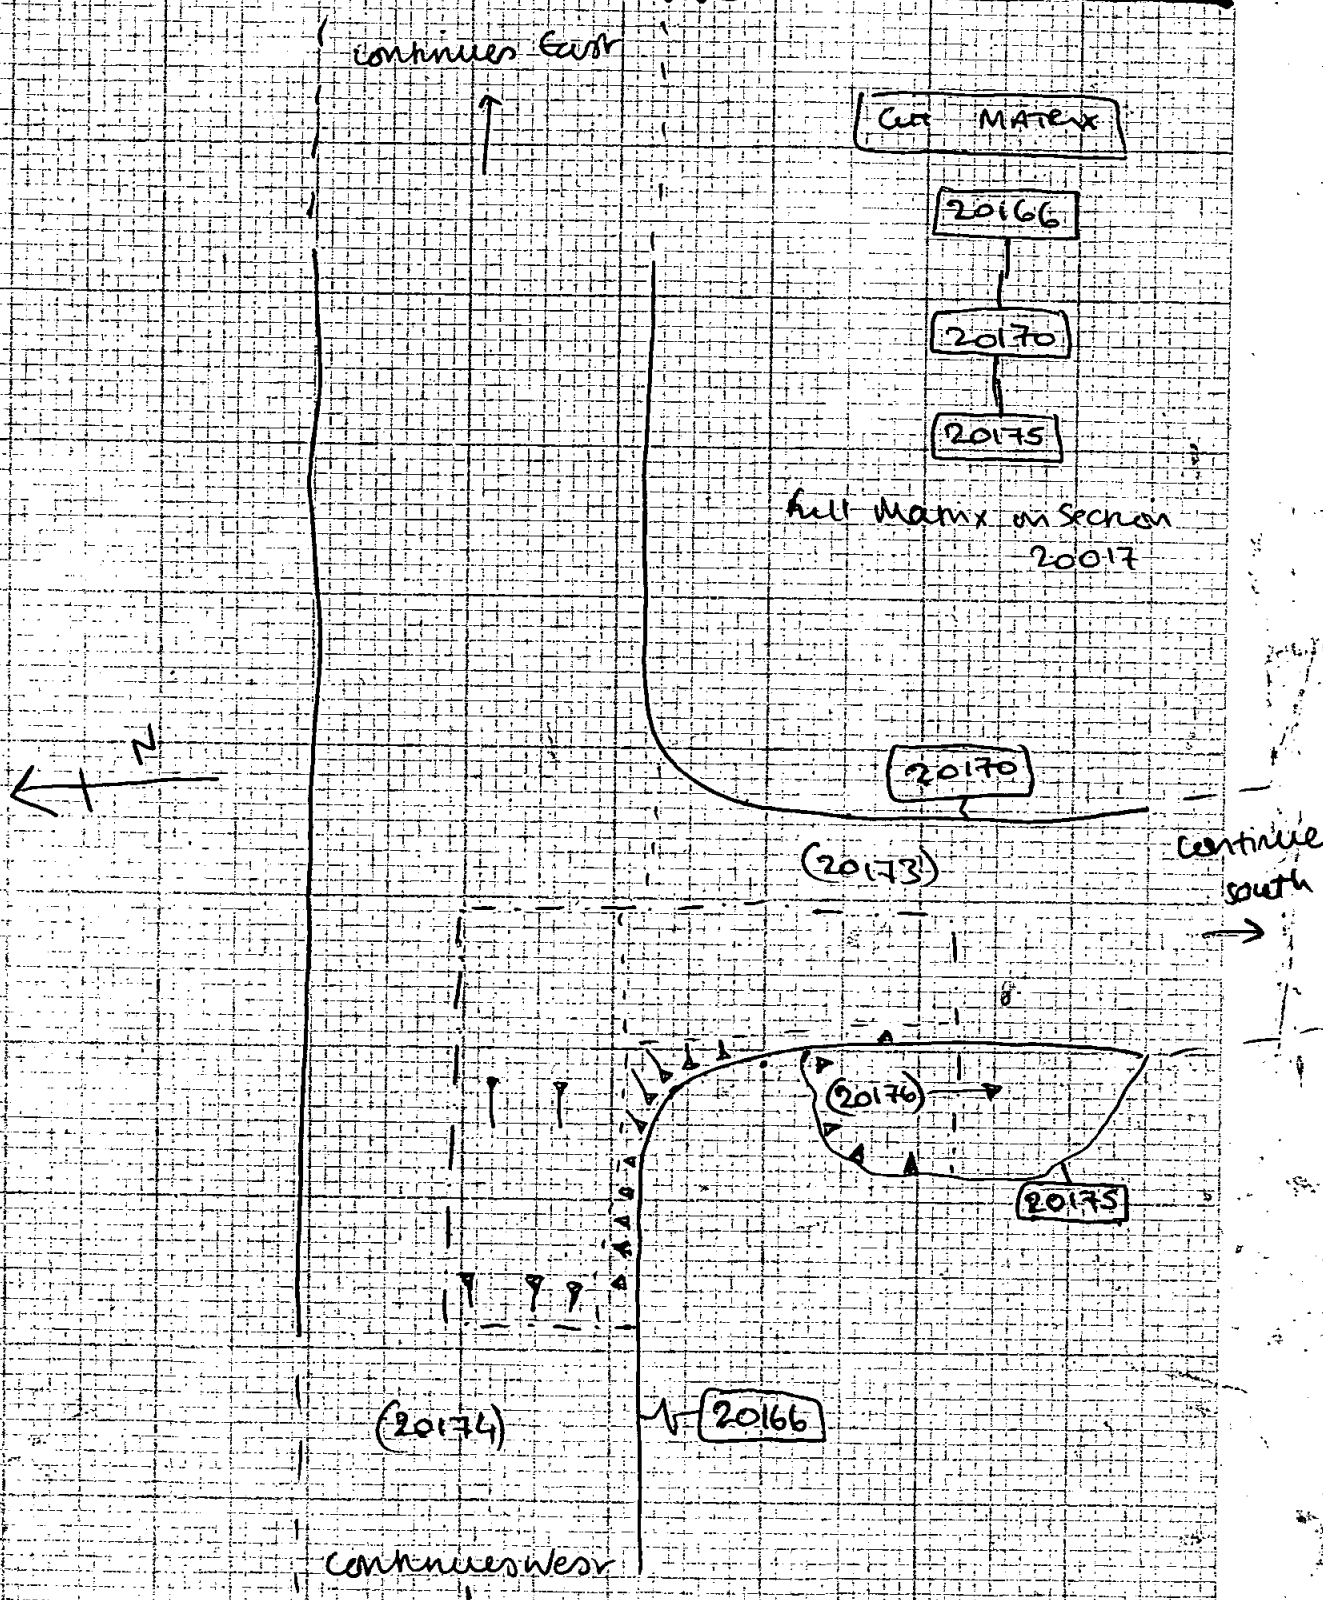 continues East
Cut MATRIX
20166
20170
20175
full Matrix on Section
20017
N
20170
(20173)
continue
south
(20176)
20175
(20174)
20166
continues West